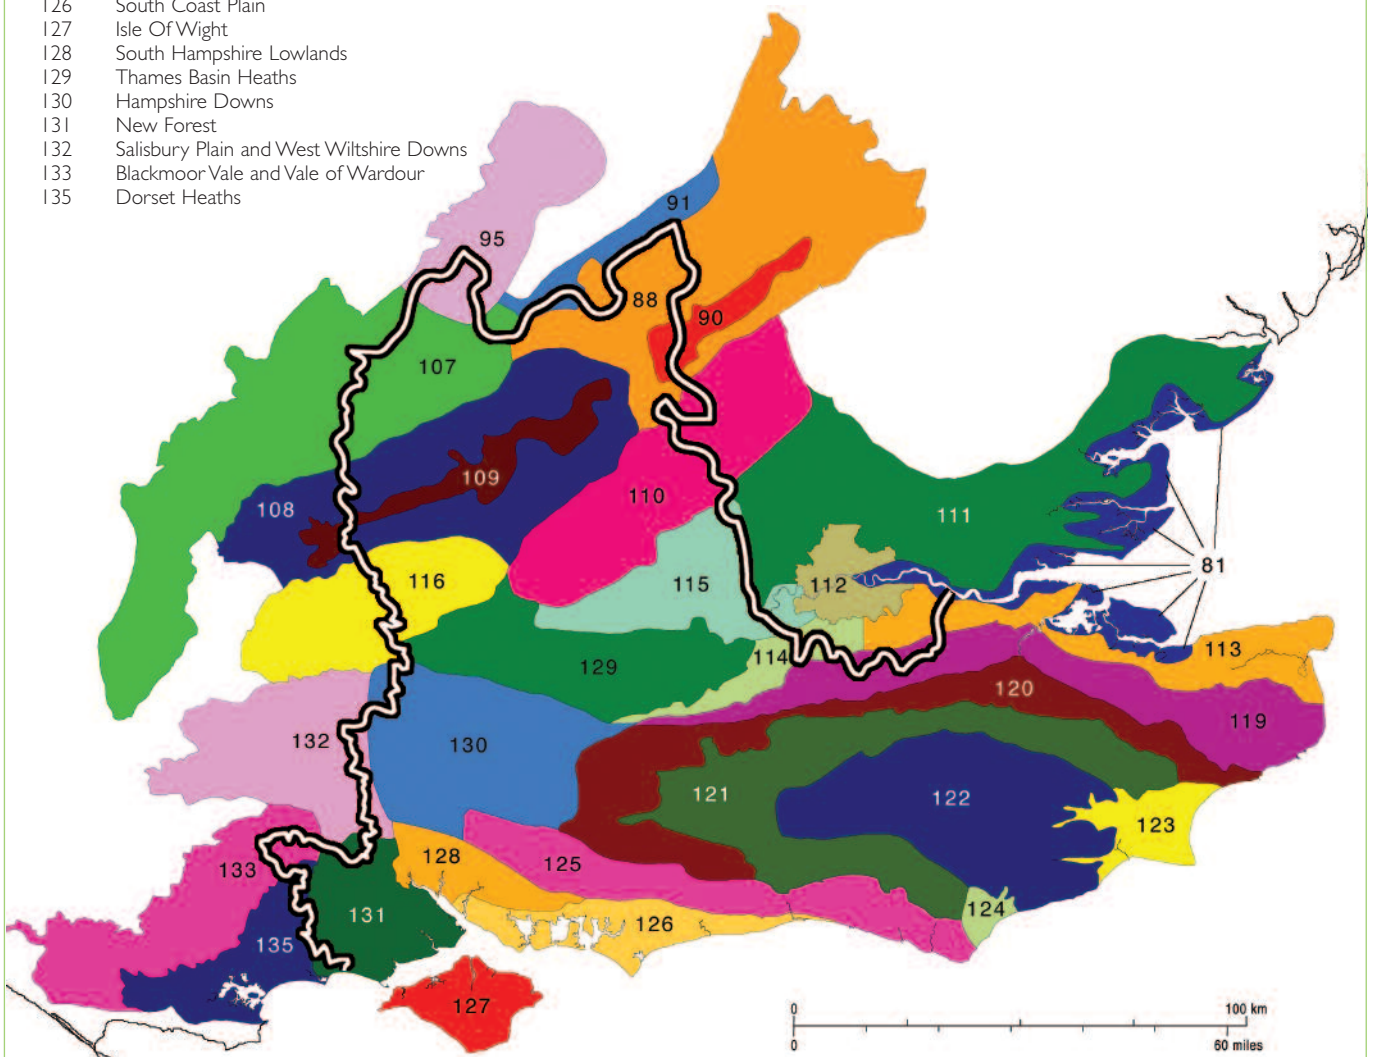 126 South Coast Plain
127 Isle Of Wight
128 South Hampshire Lowlands
129 Thames Basin Heaths
130 Hampshire Downs
131 New Forest
132 Salisbury Plain and West Wiltshire Downs
133 Blackmoor Vale and Vale of Wardour
135 Dorset Heaths
91
95
88
90
107
109
110
108
111
81
116
115
112
114
113
129
120
119
132
130
121
122
123
128
125
133
131
124
126
135
127
0 100 km
0 60 miles